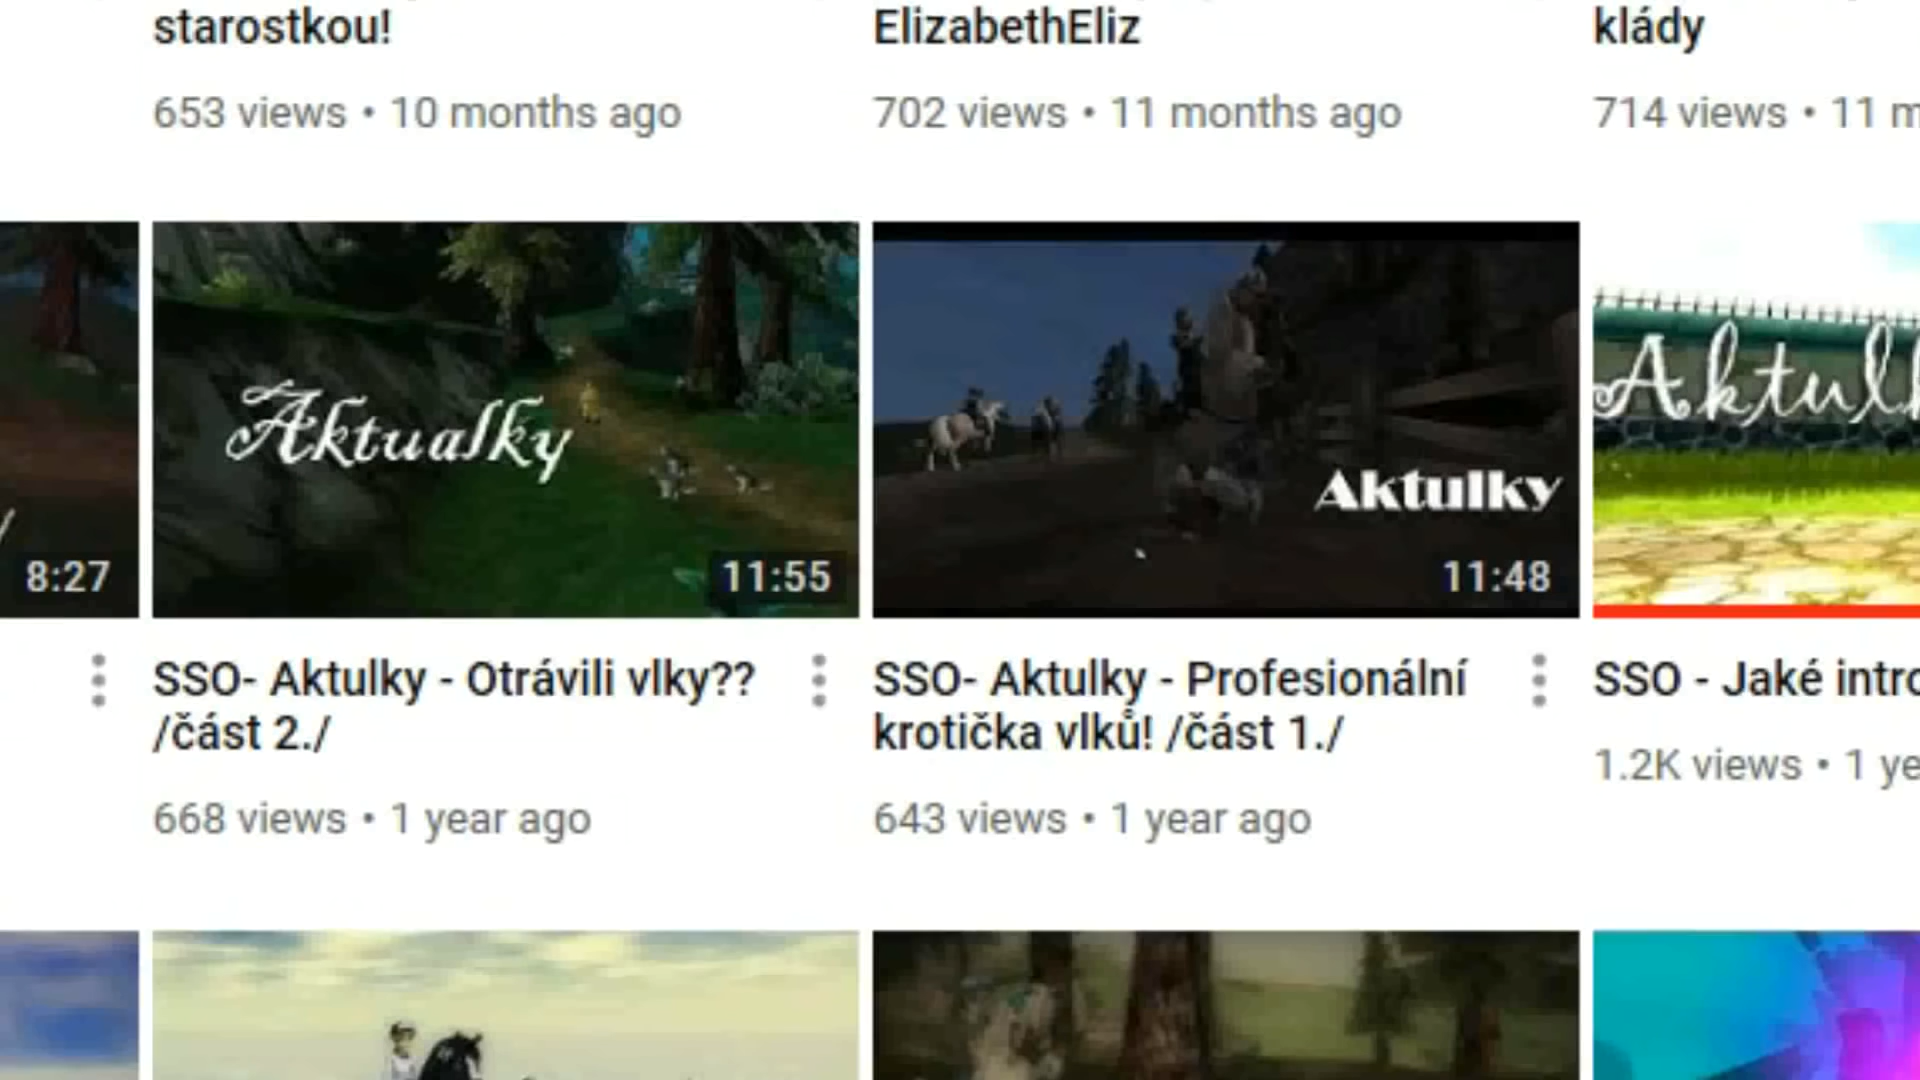 starostkou!
653 views • 10 months ago
ElizabethEliz
702 views • 11 months ago
klády
714 views • 11 m
8:27
Aktualky
11:55
Aktulky
11:48
Aktulk
SSO- Aktulky - Otrávili vlky??
/část 2./
668 views • 1 year ago
SSO- Aktulky - Profesionální
krotička vlků! /část 1./
643 views • 1 year ago
SSO - Jaké intro
1.2K views • 1 ye